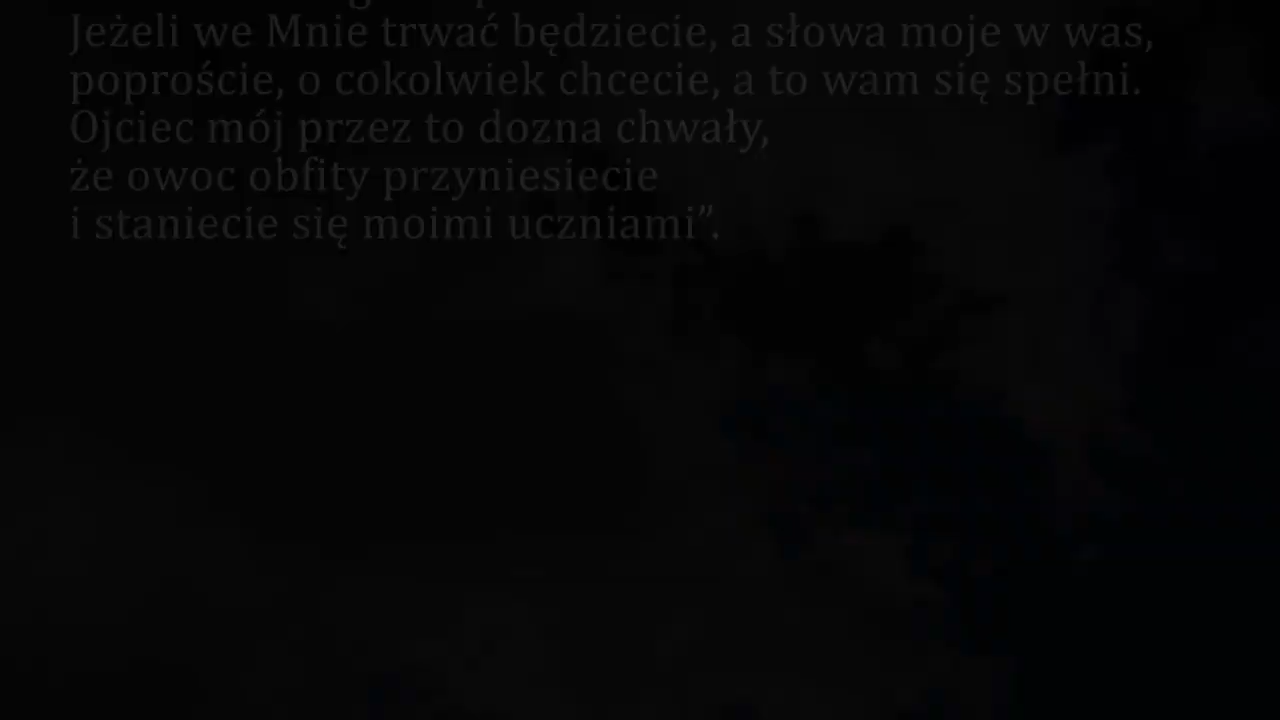 Jeżeli we Mnie trwać będziecie, a słowa moje w was,
poproście, o cokolwiek chcecie, a to wam się spełni.
Ojciec mój przez to dozna chwały,
że owoc obfity przyniesiecie
i staniecie się moimi uczniami”.